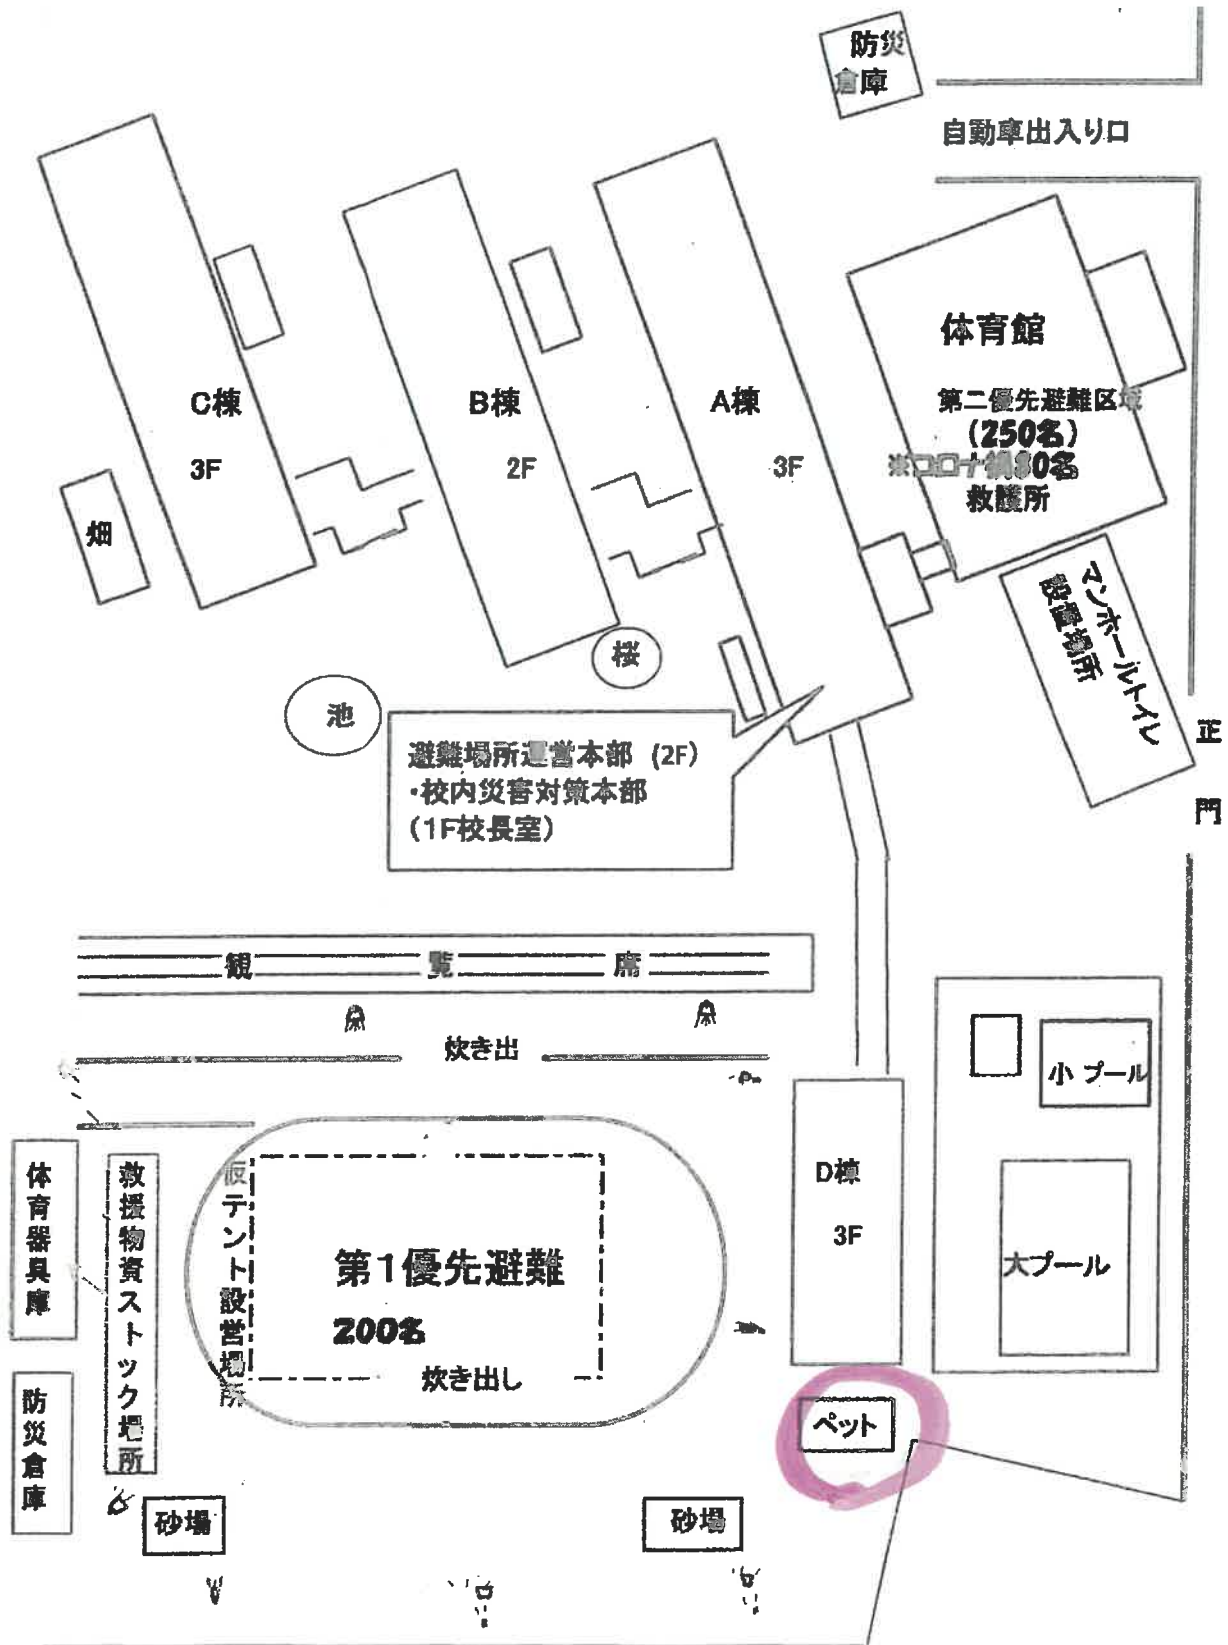 防災
倉庫
自動車出入り口
体育館
第二優先避難区域
(250名)
※コロナ禍80名
救護所
C棟
3F
B棟
2F
A棟
3F
畑
マンホールトイレ
設置場所
桜
池
避難場所運営本部 (2F)
・校内災害対策本部
(1F校長室)
正門
観覧席
炊き出
小プール
大プール
D棟
3F
体育器具庫
救援物資ストック場所
仮テント設営場所
第1優先避難
200名
炊き出し
防災倉庫
ペット
砂場
砂場